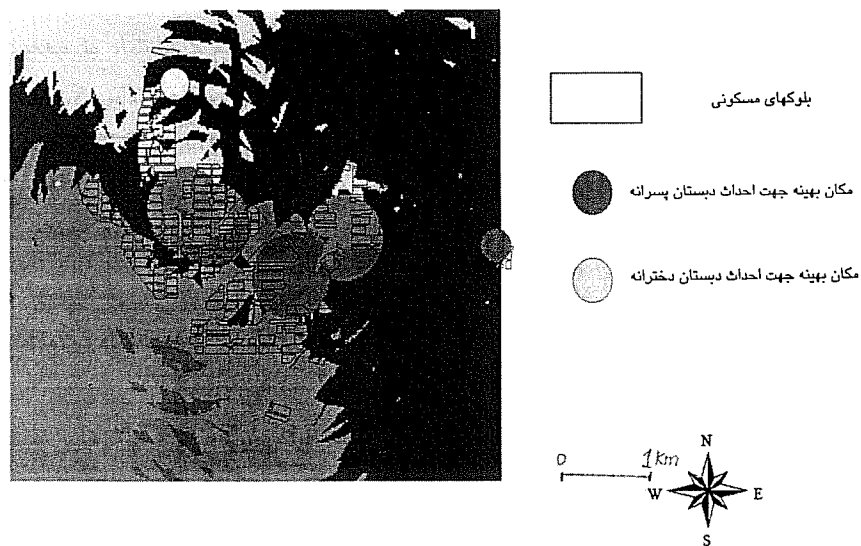 بلوکهای مسکونی
مکان بهینه جهت احداث دبستان پسرانه
مکان بهینه جهت احداث دبستان دخترانه
0 1 km
N
W E
S